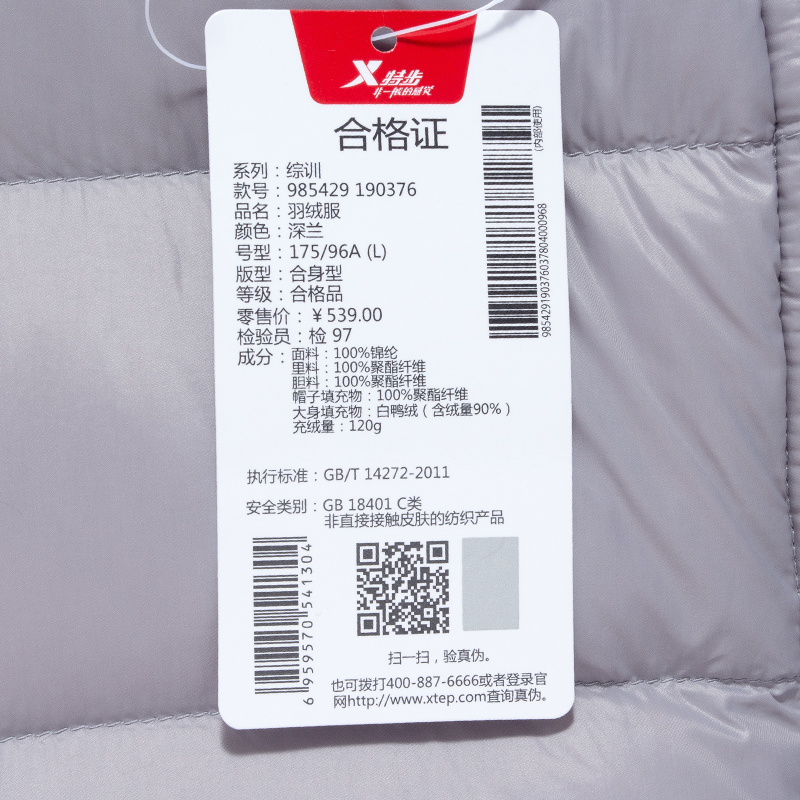 特步
非一般的感觉
合格证
系列：综训
款号：985429 190376
品名：羽绒服
颜色：深兰
号型：175/96A (L)
版型：合身型
等级：合格品
零售价：￥539.00
检验员：检 97
成分：面料：100%锦纶
里料：100%聚酯纤维
胆料：100%聚酯纤维
帽子填充物：100%聚酯纤维
大身填充物：白鸭绒（含绒量90%）
充绒量：120g
执行标准：GB/T 14272-2011
安全类别：GB 18401 C类
非直接接触皮肤的纺织产品
(内部使用)
985429190376037804000968
6 959570 541304
扫一扫，验真伪。
也可拨打400-887-6666或者登录官
网http://www.xtep.com查询真伪。